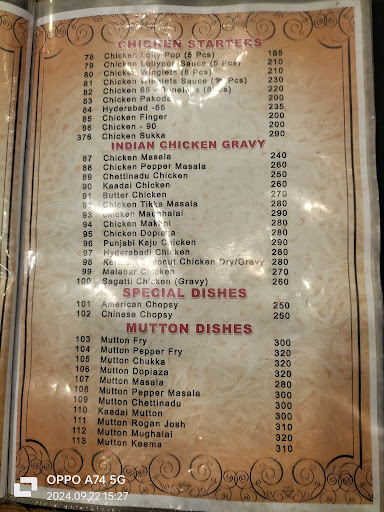 CHICKEN STARTERS
78 Chicken Lolly Pop (5 Pcs) 185
79 Chicken Lollypop Sauce (5 Pcs) 210
80 Chicken Winglets (8 Pcs) 210
81 Chicken Winglets Sauce Pcs) 230
82 Chicken 65 - Boneless (8 pcs) 220
83 Chicken Pakoda 200
84 Hyderabad -65 235
85 Chicken Finger 200
86 Chicken - 90 200
376 Chicken Sukka 290
INDIAN CHICKEN GRAVY
87 Chicken Masala 240
88 Chicken Pepper Masala 260
89 Chettinadu Chicken 250
90 Kaadai Chicken 260
91 Butter Chicken 270
Chicken Tikka Masala 280
93 Chicken Maughalai 290
94 Chicken Makhni 280
95 Chicken Dopiaza 280
96 Punjabi Kaju Chicken 290
97 Hyderabadi Chicken 280
98 Coconut Chicken Dry/Gravy 280
99 Malabar Chicken 270
100 Sagatti Chicken (Gravy) 260
SPECIAL DISHES
101 American Chopsy 250
102 Chinese Chopsy 250
MUTTON DISHES
103 Mutton Fry 300
104 Mutton Pepper Fry 320
105 Mutton Chukka 320
106 Mutton Dopiaza 320
107 Mutton Masala 280
108 Mutton Pepper Masala 300
109 Mutton Chettinadu 300
110 Kaadai Mutton 300
111 Mutton Rogan Josh 310
112 Mutton Mughalai 320
113 Mutton Keema 310
OPPO A74 5G
2024.09.22 15:27